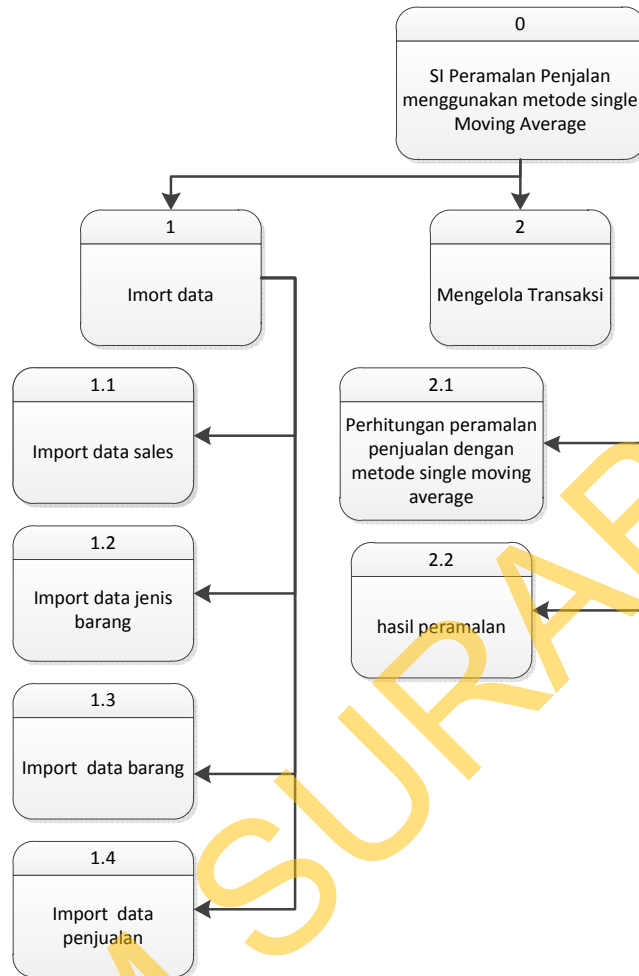 0
SI Peramalan Penjalan
menggunakan metode single
Moving Average
1
Imort data
2
Mengelola Transaksi
1.1
Import data sales
2.1
Perhitungan peramalan
penjualan dengan
metode single moving
average
1.2
Import data jenis
barang
2.2
hasil peramalan
1.3
Import data barang
1.4
Import data
penjualan
SURAB